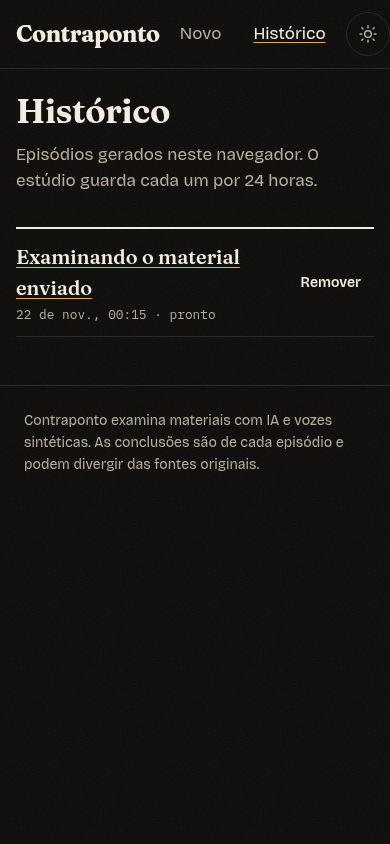 Contraponto Novo Histórico
Histórico
Episódios gerados neste navegador. O
estúdio guarda cada um por 24 horas.
Examinando o material
enviado
Remover
22 de nov., 00:15 · pronto
Contraponto examina materiais com IA e vozes
sintéticas. As conclusões são de cada episódio e
podem divergir das fontes originais.